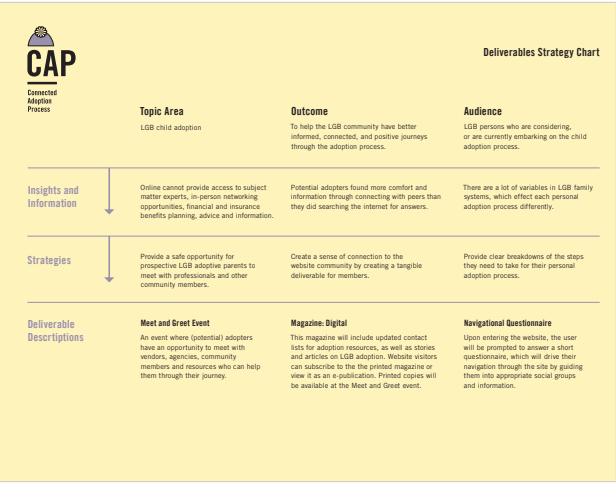 CAP
Connected
Adoption
Process
Deliverables Strategy Chart
Topic Area
LGB child adoption
Outcome
To help the LGB community have better
informed, connected, and positive journeys
through the adoption process.
Audience
LGB persons who are considering,
or are currently embarking on the child
adoption process.
Insights and
Information
Online cannot provide access to subject
matter experts, in-person networking
opportunities, financial and insurance
benefits planning, advice and information.
Potential adopters found more comfort and
information through connecting with peers than
they did searching the internet for answers.
There are a lot of variables in LGB family
systems, which effect each personal
adoption process differently.
Strategies
Provide a safe opportunity for
prospective LGB adoptive parents to
meet with professionals and other
community members.
Create a sense of connection to the
website community by creating a tangible
deliverable for members.
Provide clear breakdowns of the steps
they need to take for their personal
adoption process.
Deliverable
Descrtiptions
Meet and Greet Event
An event where (potential) adopters
have an opportunity to meet with
vendors, agencies, community
members and resources who can help
them through their journey.
Magazine: Digital
This magazine will include updated contact
lists for adoption resources, as well as stories
and articles on LGB adoption. Website visitors
can subscribe to the the printed magazine or
view it as an e-publication. Printed copies will
be available at the Meet and Greet event.
Navigational Questionnaire
Upon entering the website, the user
will be prompted to answer a short
questionnaire, which will drive their
navigation through the site by guiding
them into appropriate social groups
and information.